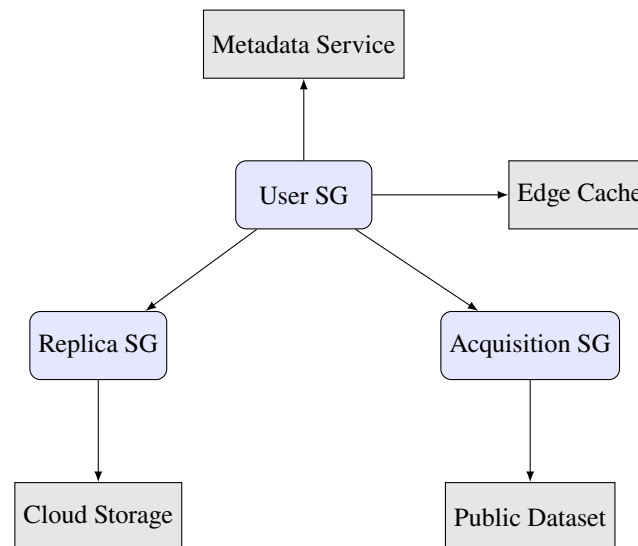 Metadata Service
User SG
Edge Cache
Replica SG
Acquisition SG
Cloud Storage
Public Dataset